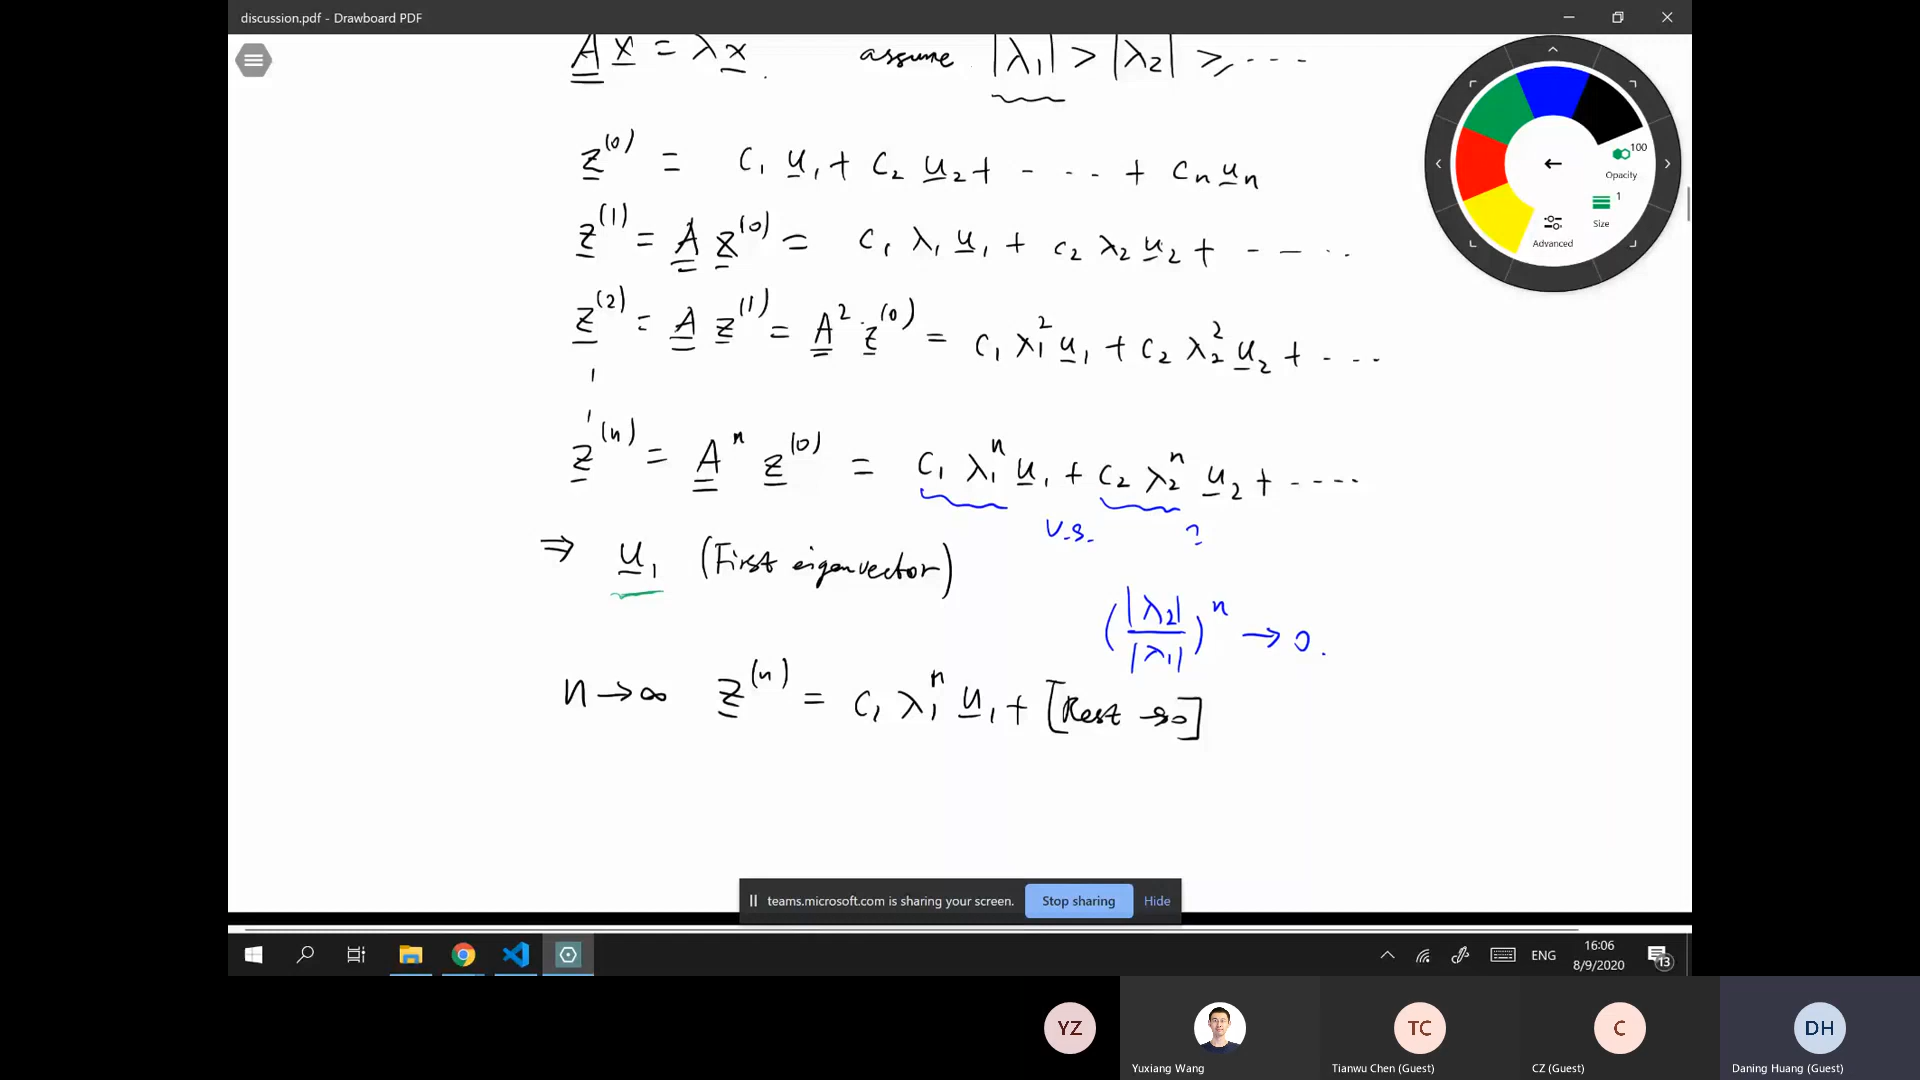 discussion.pdf - Drawboard PDF
A x = λ x . assume |λ1| > |λ2| ≥, ----
z^(0) = c1 u1 + c2 u2 + - - - - + cn un
z^(1) = A z^(0) = c1 λ1 u1 + c2 λ2 u2 + - - - -
z^(2) = A z^(1) = A^2 z^(0) = c1 λ1^2 u1 + c2 λ2^2 u2 + - - - -
z^(n) = A^n z^(0) = c1 λ1^n u1 + c2 λ2^n u2 + - - - - -
v.s. ?
⇒ u1 (First eigenvector)
(|λ2| / |λ1|)^n → 0.
n → ∞ z^(n) = c1 λ1^n u1 + [Rest → 0]
100
Opacity
1
Size
Advanced
teams.microsoft.com is sharing your screen. Stop sharing Hide
ENG
16:06
8/9/2020
13
YZ
TC
C
DH
Yuxiang Wang
Tianwu Chen (Guest)
CZ (Guest)
Daning Huang (Guest)